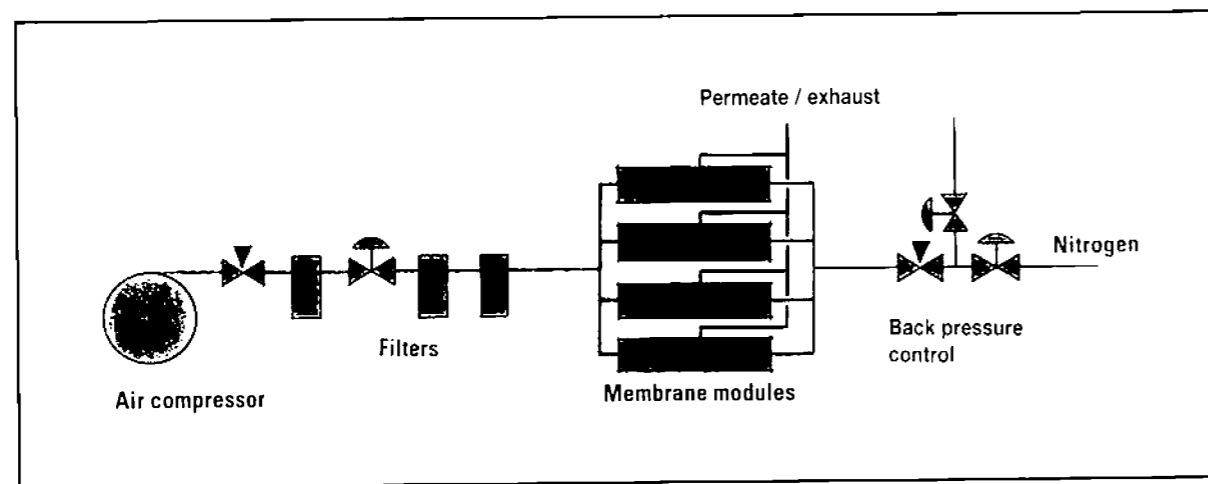 Permeate / exhaust
Nitrogen
Filters
Back pressure
control
Air compressor
Membrane modules